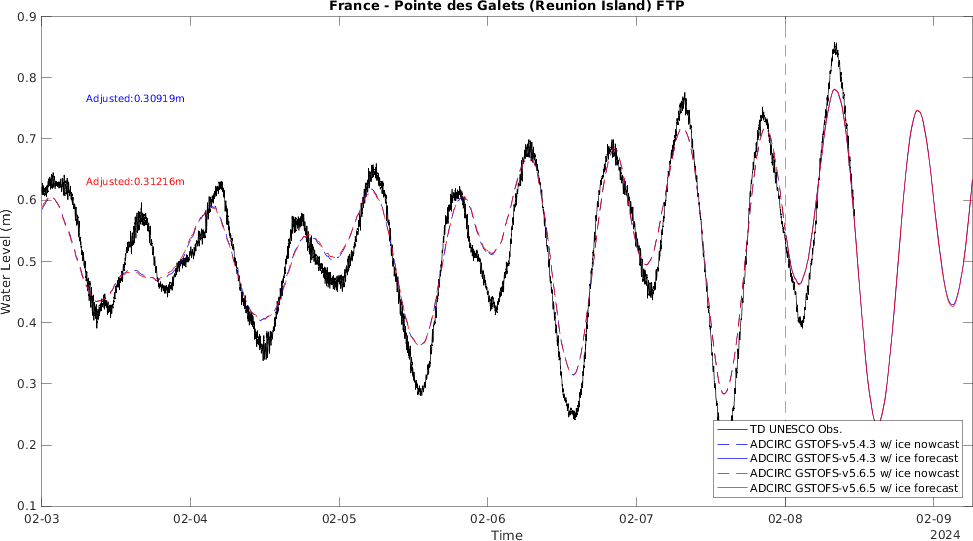 France - Pointe des Galets (Reunion Island) FTP
0.9
0.8
0.7
0.6
0.5
0.4
0.3
0.2
0.1
Water Level (m)
Adjusted:0.30919m
Adjusted:0.31216m
TD UNESCO Obs.
ADCIRC GSTOFS-v5.4.3 w/ ice nowcast
ADCIRC GSTOFS-v5.4.3 w/ ice forecast
ADCIRC GSTOFS-v5.6.5 w/ ice nowcast
ADCIRC GSTOFS-v5.6.5 w/ ice forecast
02-03 02-04 02-05 02-06 02-07 02-08 02-09
Time
2024